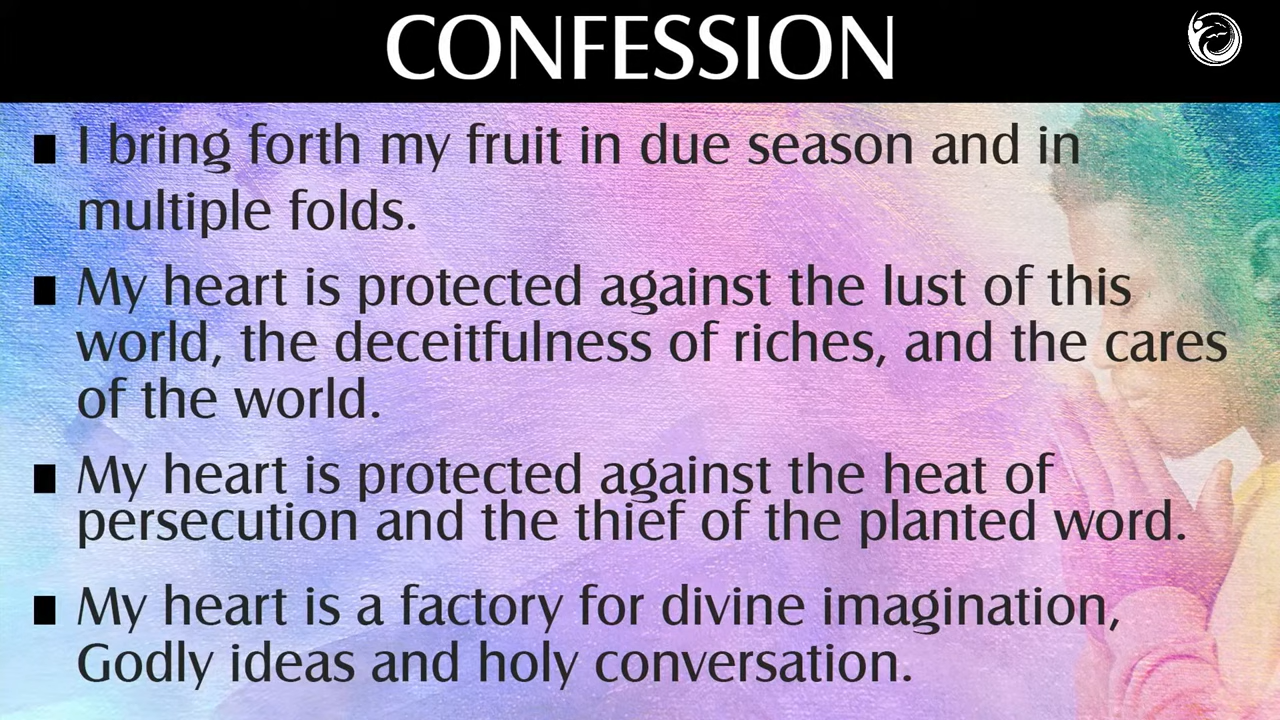 CONFESSION
▪ I bring forth my fruit in due season and in
multiple folds.
▪ My heart is protected against the lust of this
world, the deceitfulness of riches, and the cares
of the world.
▪ My heart is protected against the heat of
persecution and the thief of the planted word.
▪ My heart is a factory for divine imagination,
Godly ideas and holy conversation.